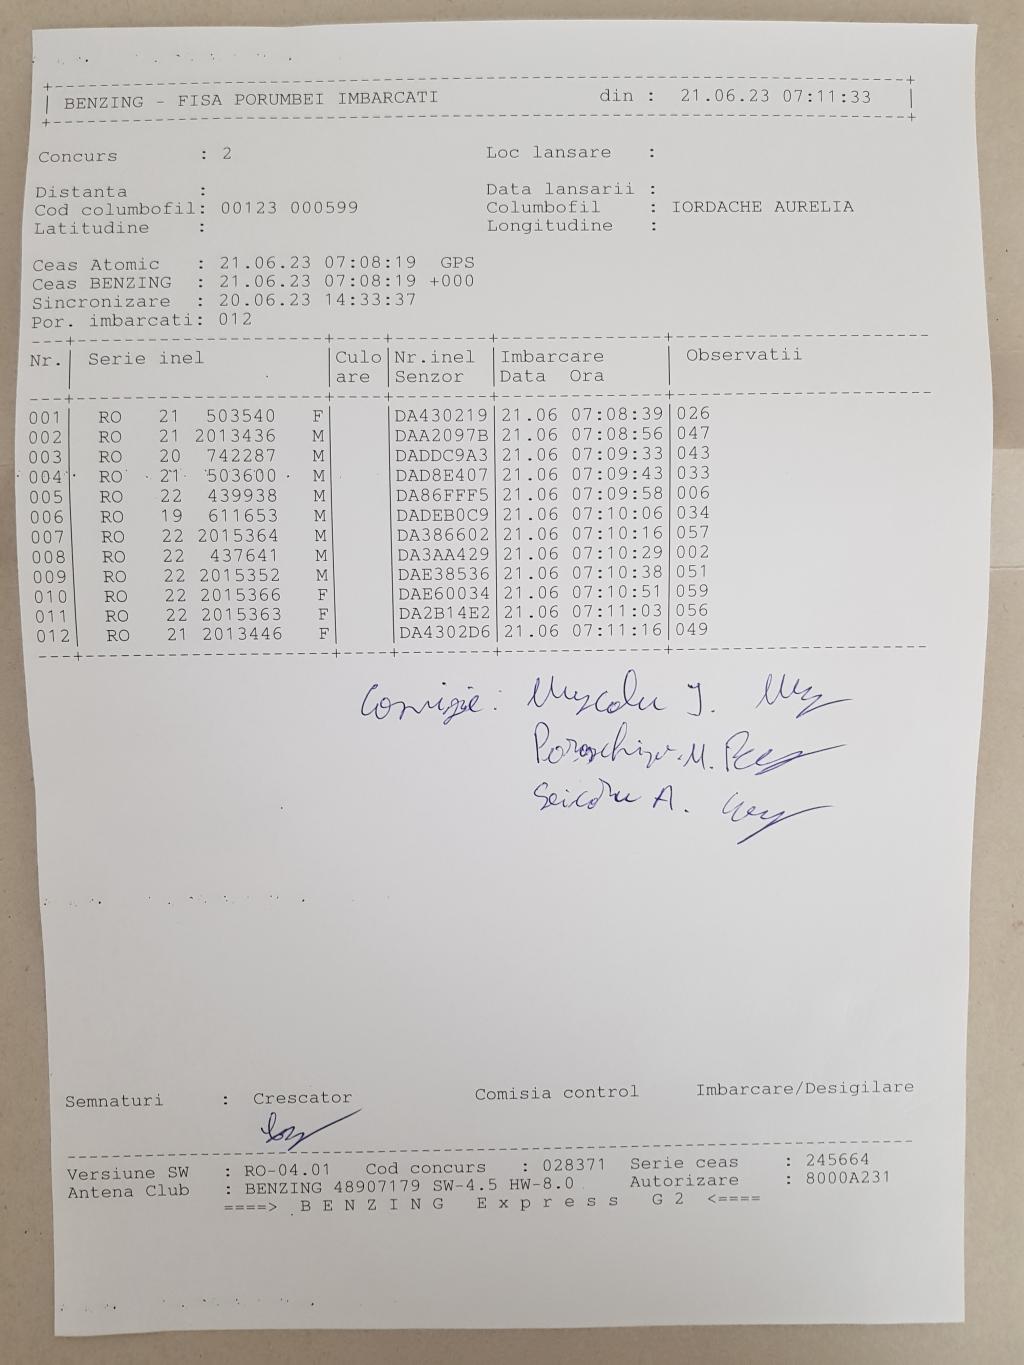 BENZING - FISA PORUMBEI IMBARCATI din : 21.06.23 07:11:33
Concurs : 2 Loc lansare :
Distanta : Data lansarii :
Cod columbofil: 00123 000599 Columbofil : IORDACHE AURELIA
Latitudine : Longitudine :
Ceas Atomic : 21.06.23 07:08:19 GPS
Ceas BENZING : 21.06.23 07:08:19 +000
Sincronizare : 20.06.23 14:33:37
Por. imbarcati: 012
Nr. Serie inel Culo Nr.inel Imbarcare Observatii
are Senzor Data Ora
001 RO 21 503540 F DA430219 21.06 07:08:39 026
002 RO 21 2013436 M DAA2097B 21.06 07:08:56 047
003 RO 20 742287 M DADDC9A3 21.06 07:09:33 043
004 RO 21 503600 M DAD8E407 21.06 07:09:43 033
005 RO 22 439938 M DA86FFF5 21.06 07:09:58 006
006 RO 19 611653 M DADEB0C9 21.06 07:10:06 034
007 RO 22 2015364 M DA386602 21.06 07:10:16 057
008 RO 22 437641 M DA3AA429 21.06 07:10:29 002
009 RO 22 2015352 M DAE38536 21.06 07:10:38 051
010 RO 22 2015366 F DAE60034 21.06 07:10:51 059
011 RO 22 2015363 F DA2B14E2 21.06 07:11:03 056
012 RO 21 2013446 F DA4302D6 21.06 07:11:16 049
Comisie: J.
M.
A.
Semnaturi : Crescator Comisia control Imbarcare/Desigilare
Versiune SW : RO-04.01 Cod concurs : 028371 Serie ceas : 245664
Antena Club : BENZING 48907179 SW-4.5 HW-8.0 Autorizare : 8000A231
====> B E N Z I N G E x p r e s s G 2 <====